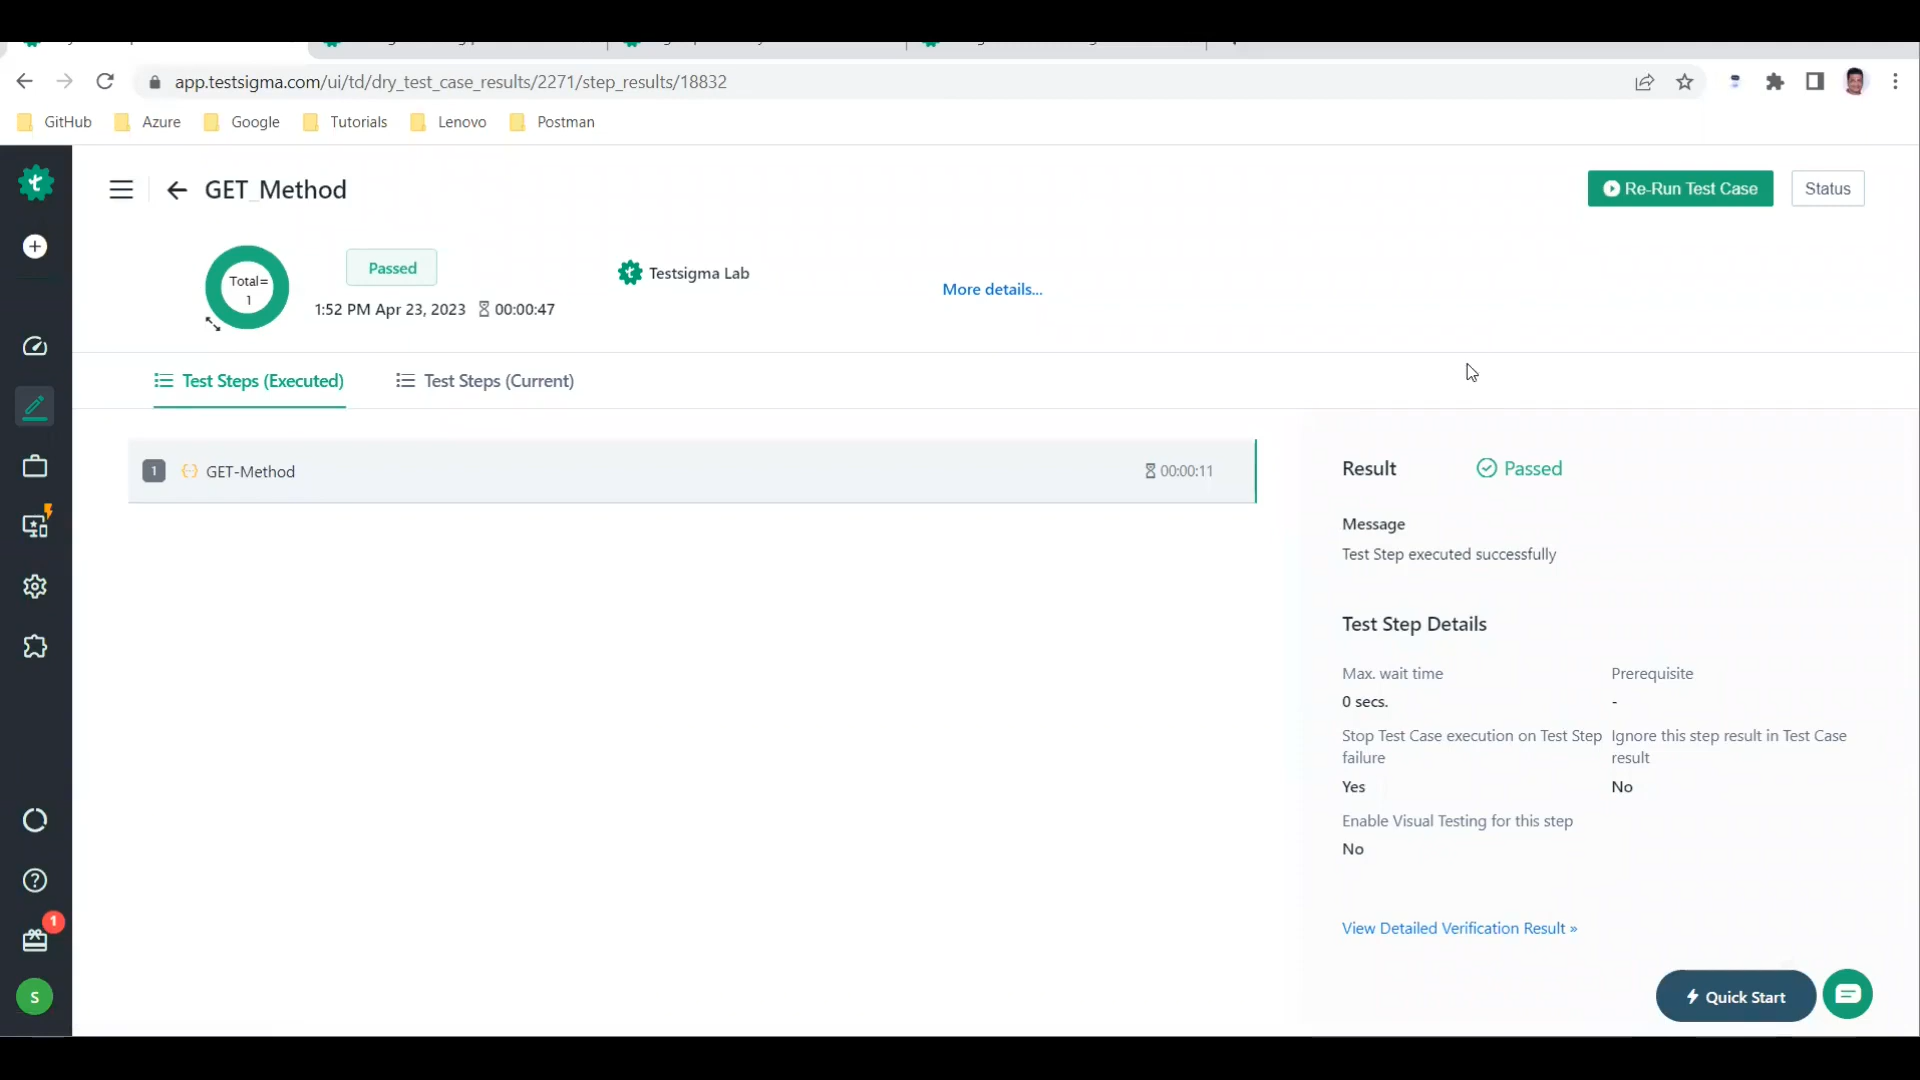 app.testsigma.com/ui/td/dry_test_case_results/2271/step_results/18832
GitHub Azure Google Tutorials Lenovo Postman
GET_Method
Re-Run Test Case
Status
Total=
1
Passed
1:52 PM Apr 23, 2023 00:00:47
Testsigma Lab
More details...
Test Steps (Executed)
Test Steps (Current)
1 {-} GET-Method 00:00:11
Result Passed
Message
Test Step executed successfully
Test Step Details
Max. wait time
0 secs.
Prerequisite
-
Stop Test Case execution on Test Step
failure
Yes
Ignore this step result in Test Case
result
No
Enable Visual Testing for this step
No
View Detailed Verification Result »
1
S
Quick Start